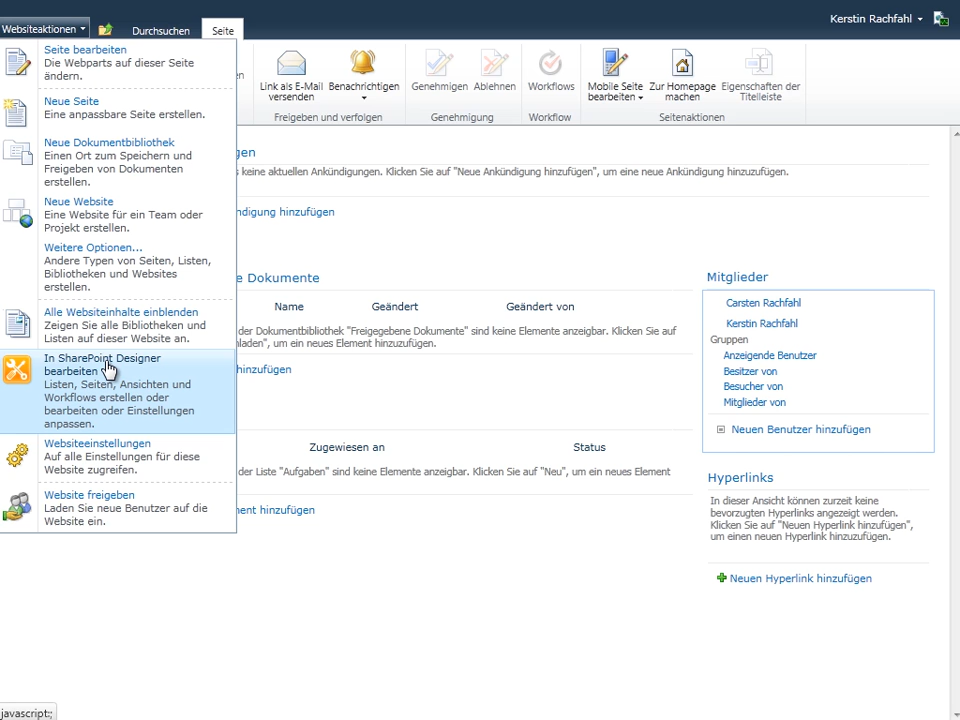 Websiteaktionen
Durchsuchen
Seite
Kerstin Rachfahl
Seite bearbeiten
Die Webparts auf dieser Seite
ändern.
Neue Seite
Eine anpassbare Seite erstellen.
Neue Dokumentbibliothek
Einen Ort zum Speichern und
Freigeben von Dokumenten
erstellen.
Neue Website
Eine Website für ein Team oder
Projekt erstellen.
Weitere Optionen...
Andere Typen von Seiten, Listen,
Bibliotheken und Websites
erstellen.
Alle Websiteinhalte einblenden
Zeigen Sie alle Bibliotheken und
Listen auf dieser Website an.
In SharePoint Designer
bearbeiten
Listen, Seiten, Ansichten und
Workflows erstellen oder
bearbeiten oder Einstellungen
anpassen.
Websiteeinstellungen
Auf alle Einstellungen für diese
Website zugreifen.
Website freigeben
Laden Sie neue Benutzer auf die
Website ein.
en
Link als E-Mail
versenden
Benachrichtigen
Freigeben und verfolgen
Genehmigen
Ablehnen
Genehmigung
Workflows
Workflow
Mobile Seite
bearbeiten
Zur Homepage
machen
Eigenschaften der
Titelleiste
Seitenaktionen
gen
s keine aktuellen Ankündigungen. Klicken Sie auf "Neue Ankündigung hinzufügen", um eine neue Ankündigung hinzuzufügen.
ndigung hinzufügen
e Dokumente
Name
Geändert
Geändert von
der Dokumentbibliothek "Freigegebene Dokumente" sind keine Elemente anzeigbar. Klicken Sie auf
nladen", um ein neues Element hinzuzufügen.
hinzufügen
Zugewiesen an
Status
der Liste "Aufgaben" sind keine Elemente anzeigbar. Klicken Sie auf "Neu", um ein neues Element
ment hinzufügen
Mitglieder
Carsten Rachfahl
Kerstin Rachfahl
Gruppen
Anzeigende Benutzer
Besitzer von
Besucher von
Mitglieder von
Neuen Benutzer hinzufügen
Hyperlinks
In dieser Ansicht können zurzeit keine
bevorzugten Hyperlinks angezeigt werden.
Klicken Sie auf "Neuen Hyperlink hinzufügen",
um einen neuen Hyperlink hinzuzufügen.
Neuen Hyperlink hinzufügen
javascript:;